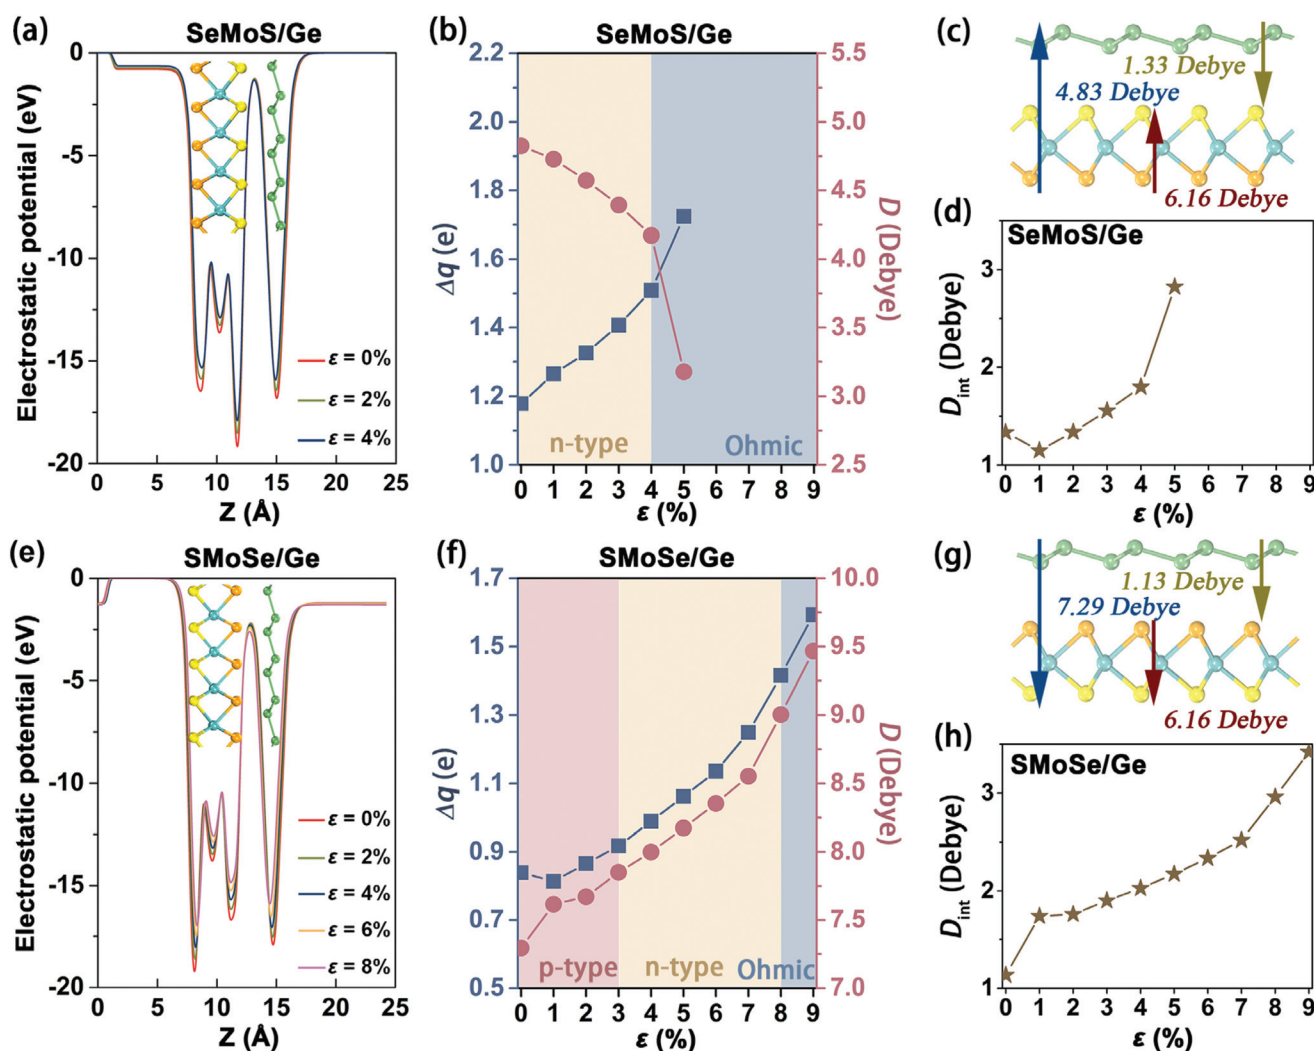 (a)
SeMoS/Ge
Electrostatic potential (eV)
0
-5
-10
-15
-20
ε = 0%
ε = 2%
ε = 4%
0 5 10 15 20 25
Z (Å)
(b)
SeMoS/Ge
Δq (e)
2.2
2.0
1.8
1.6
1.4
1.2
1.0
n-type
Ohmic
5.5
5.0
4.5
4.0
3.5
3.0
2.5
D (Debye)
0 1 2 3 4 5 6 7 8 9
ε (%)
(c)
1.33 Debye
4.83 Debye
6.16 Debye
(d)
SeMoS/Ge
D_int (Debye)
3
2
1
0 1 2 3 4 5 6 7 8 9
ε (%)
(e)
SMoSe/Ge
Electrostatic potential (eV)
0
-5
-10
-15
-20
ε = 0%
ε = 2%
ε = 4%
ε = 6%
ε = 8%
0 5 10 15 20 25
Z (Å)
(f)
SMoSe/Ge
Δq (e)
1.7
1.5
1.3
1.1
0.9
0.7
0.5
p-type
n-type
Ohmic
10.0
9.5
9.0
8.5
8.0
7.5
7.0
D (Debye)
0 1 2 3 4 5 6 7 8 9
ε (%)
(g)
1.13 Debye
7.29 Debye
6.16 Debye
(h)
SMoSe/Ge
D_int (Debye)
3
2
1
0 1 2 3 4 5 6 7 8 9
ε (%)